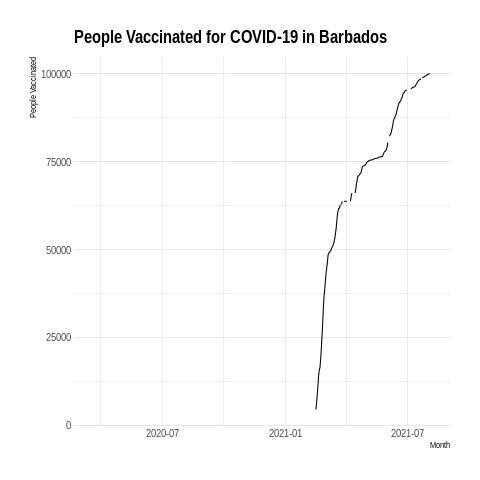 People Vaccinated for COVID-19 in Barbados
People Vaccinated
100000
75000
50000
25000
0
2020-07 2021-01 2021-07
Month